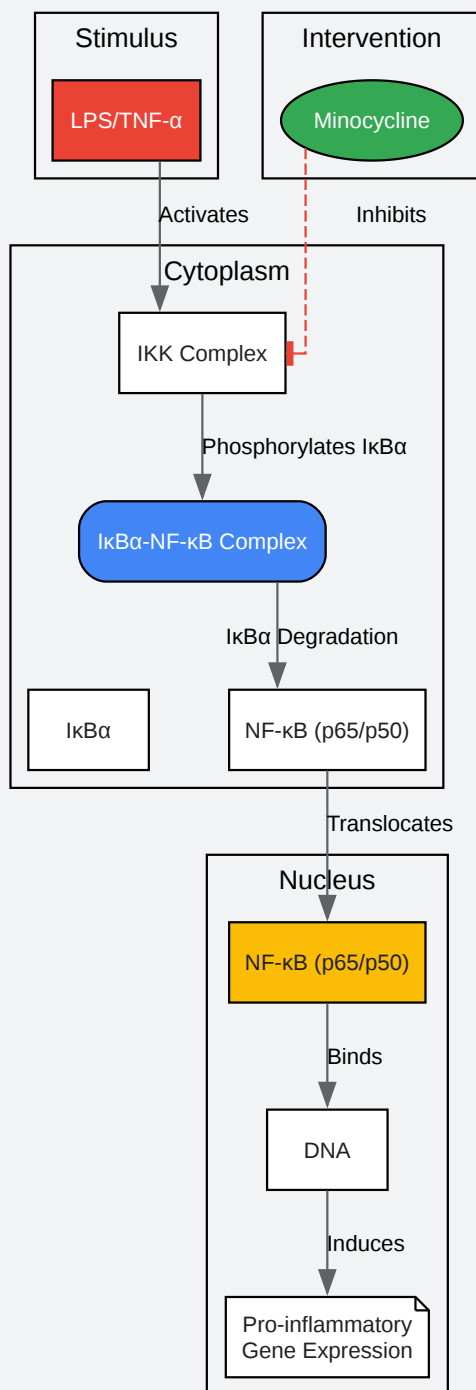 Stimulus
Intervention
LPS/TNF-α
Minocycline
Activates
Inhibits
Cytoplasm
IKK Complex
Phosphorylates IκBα
IκBα-NF-κB Complex
IκBα Degradation
IκBα
NF-κB (p65/p50)
Translocates
Nucleus
NF-κB (p65/p50)
Binds
DNA
Induces
Pro-inflammatory
Gene Expression